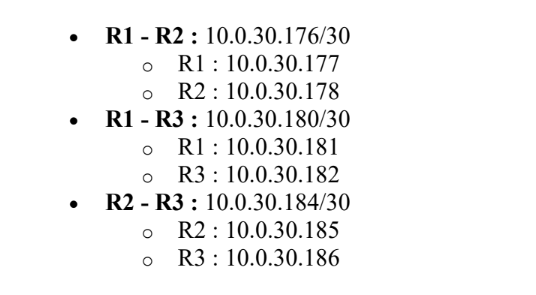 • R1 - R2 : 10.0.30.176/30
o R1 : 10.0.30.177
o R2 : 10.0.30.178
• R1 - R3 : 10.0.30.180/30
o R1 : 10.0.30.181
o R3 : 10.0.30.182
• R2 - R3 : 10.0.30.184/30
o R2 : 10.0.30.185
o R3 : 10.0.30.186